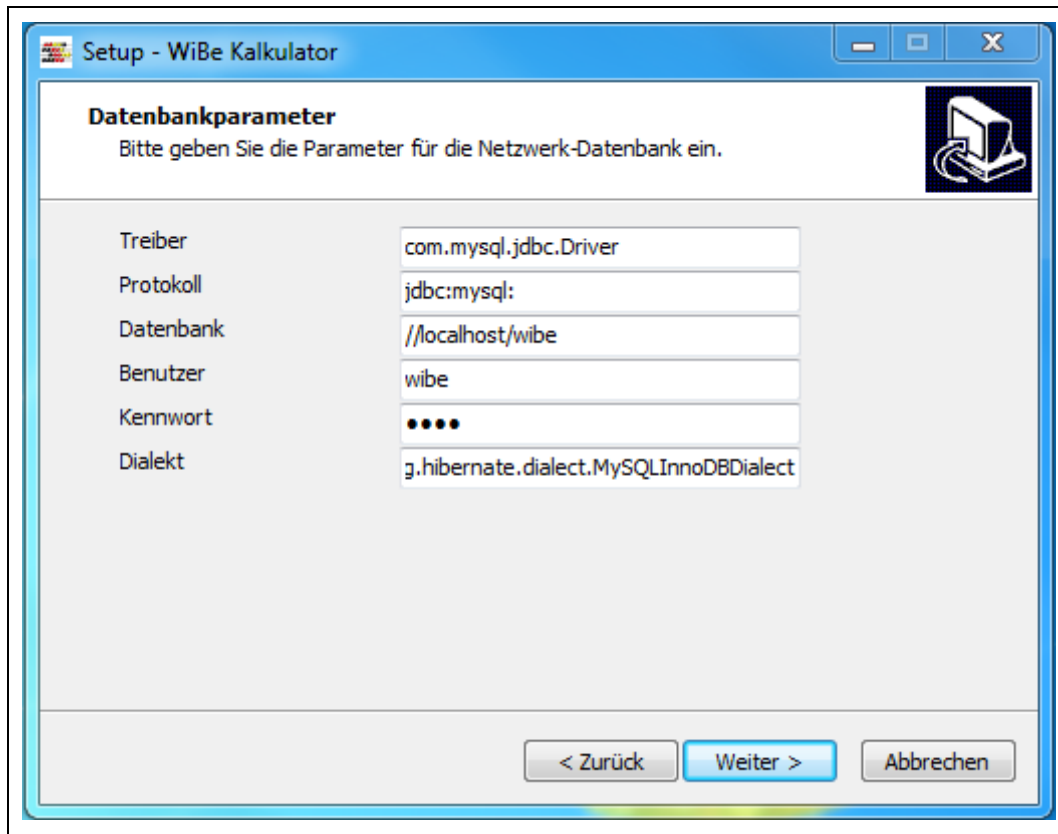 Setup - WiBe Kalkulator
Datenbankparameter
Bitte geben Sie die Parameter für die Netzwerk-Datenbank ein.
Treiber com.mysql.jdbc.Driver
Protokoll jdbc:mysql:
Datenbank //localhost/wibe
Benutzer wibe
Kennwort ••••
Dialekt g.hibernate.dialect.MySQLInnoDBDialect
< Zurück Weiter > Abbrechen